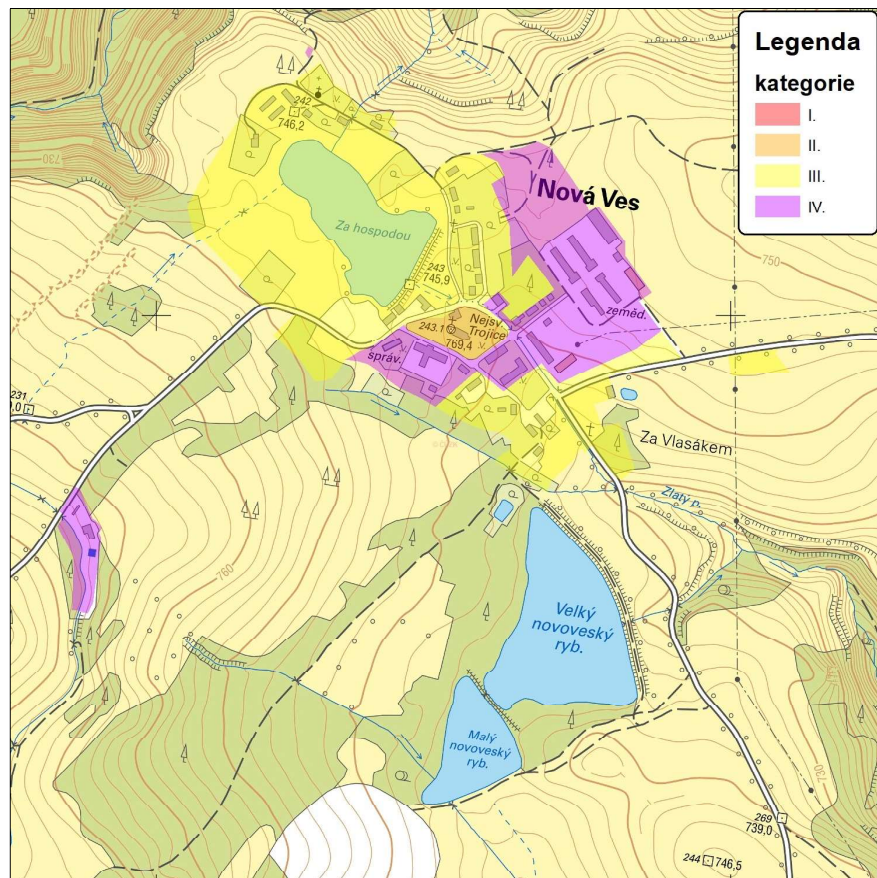 Legenda
kategorie
I.
II.
III.
IV.
242
746,2
730
Nová Ves
Za hospodou
243
745,9
750
Nejsv.
Trojice
243.1
769,4
zeměd.
správ.
231
Za Vlasákem
Zlatý p.
760
Velký
novoveský
ryb.
Malý
novoveský
ryb.
730
269
739,0
244
746,5